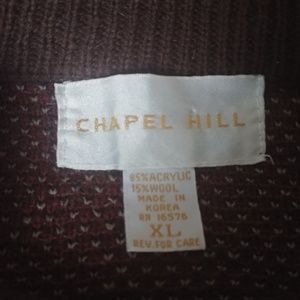 CHAPEL HILL
85% ACRYLIC
15% WOOL
MADE IN
KOREA
RN 16576
XL
REV. FOR CARE